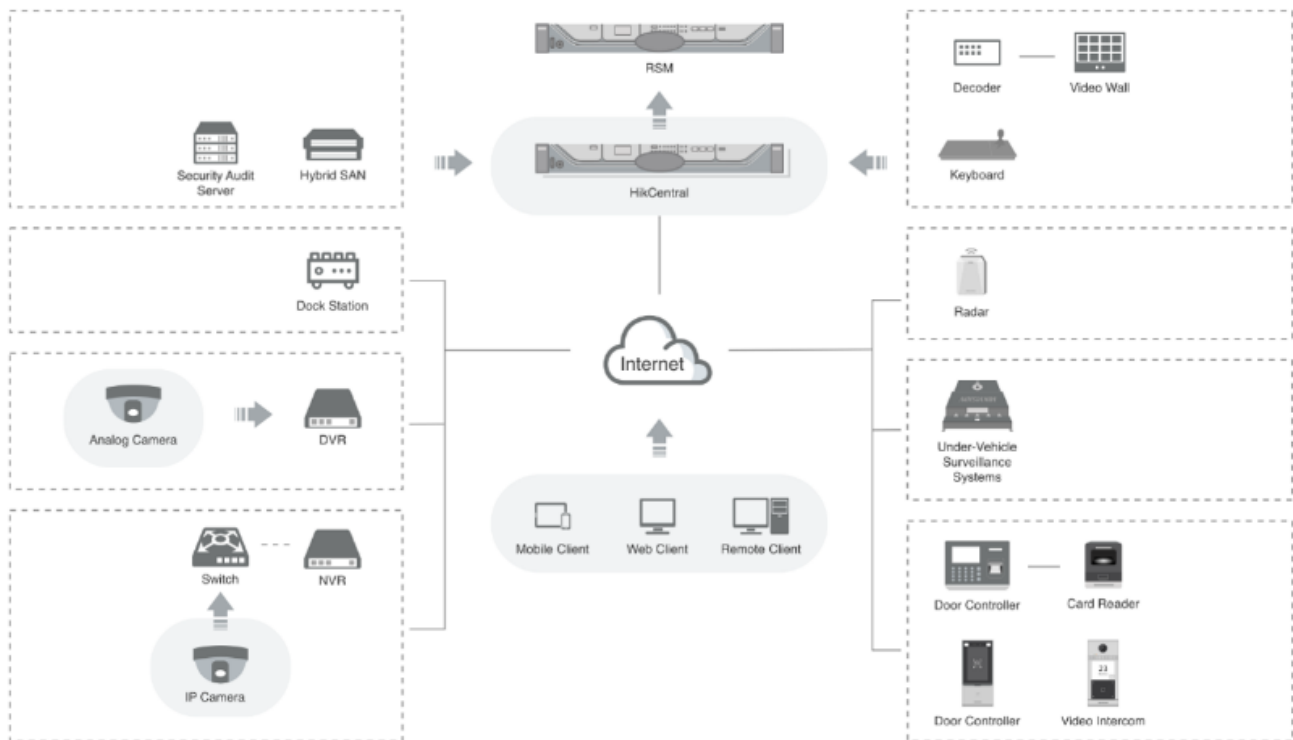 RSM
Decoder
Video Wall
Security Audit
Server
Hybrid SAN
HikCentral
Keyboard
Dock Station
Internet
Radar
Analog Camera
DVR
Under-Vehicle
Surveillance
Systems
Mobile Client
Web Client
Remote Client
Switch
NVR
Door Controller
Card Reader
IP Camera
Door Controller
Video Intercom
23